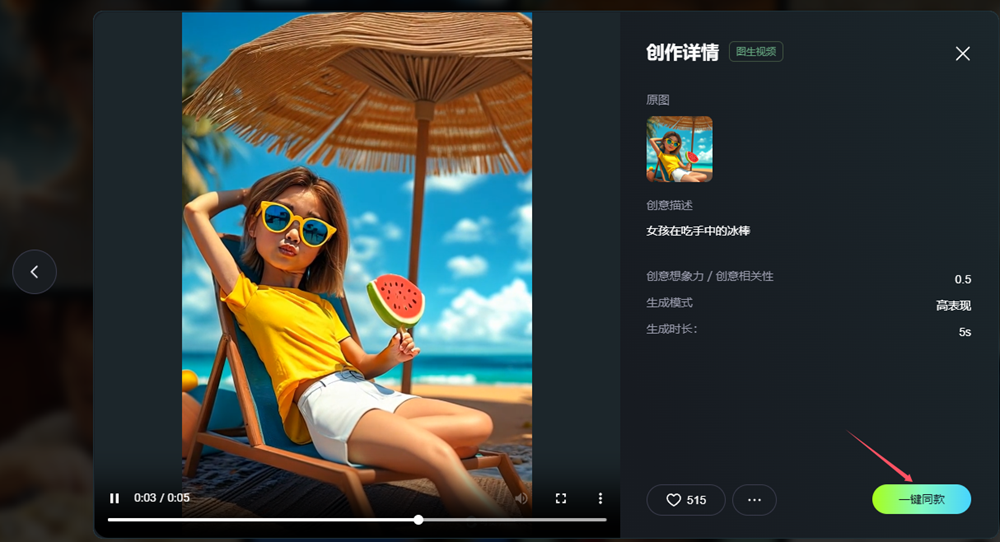 创作详情 图生视频
原图
创意描述
女孩在吃手中的冰棒
创意想象力 / 创意相关性 0.5
生成模式 高表现
生成时长： 5s
0:03 / 0:05
515 一键同款